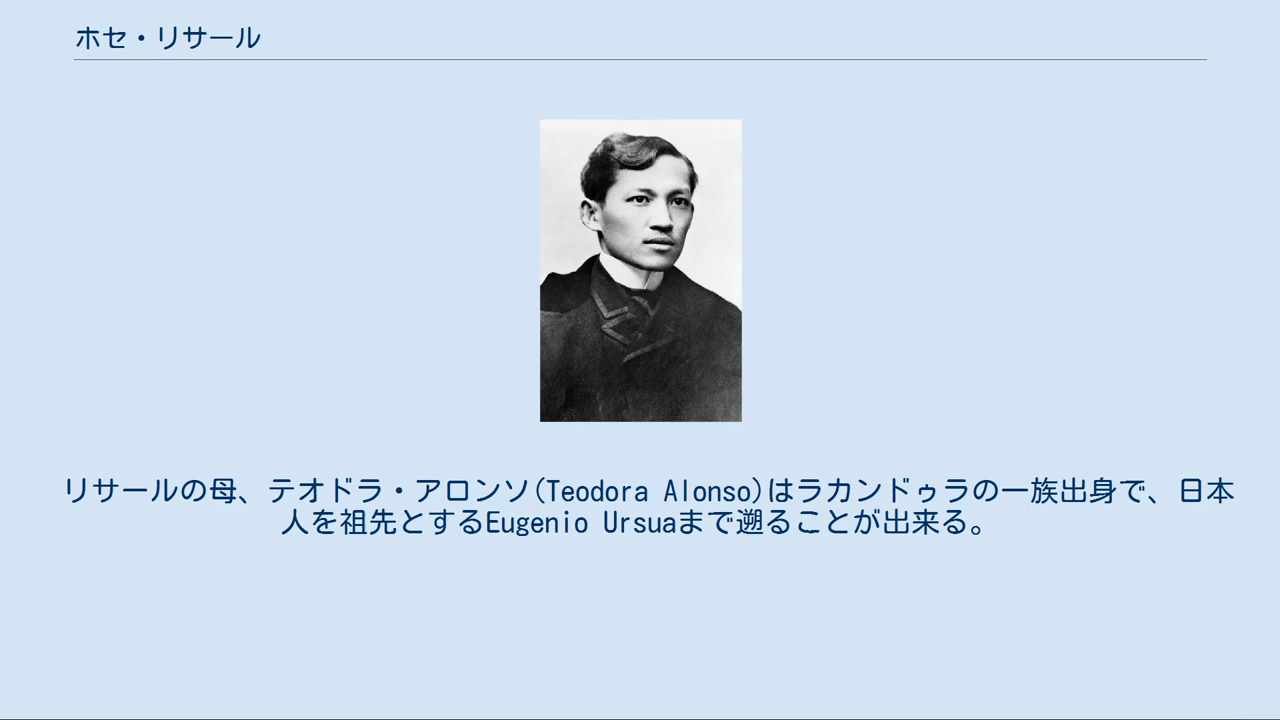 ホセ・リサール
リサールの母、テオドラ・アロンソ(Teodora Alonso)はラカンドゥラの一族出身で、日本
人を祖先とするEugenio Ursuaまで遡ることが出来る。